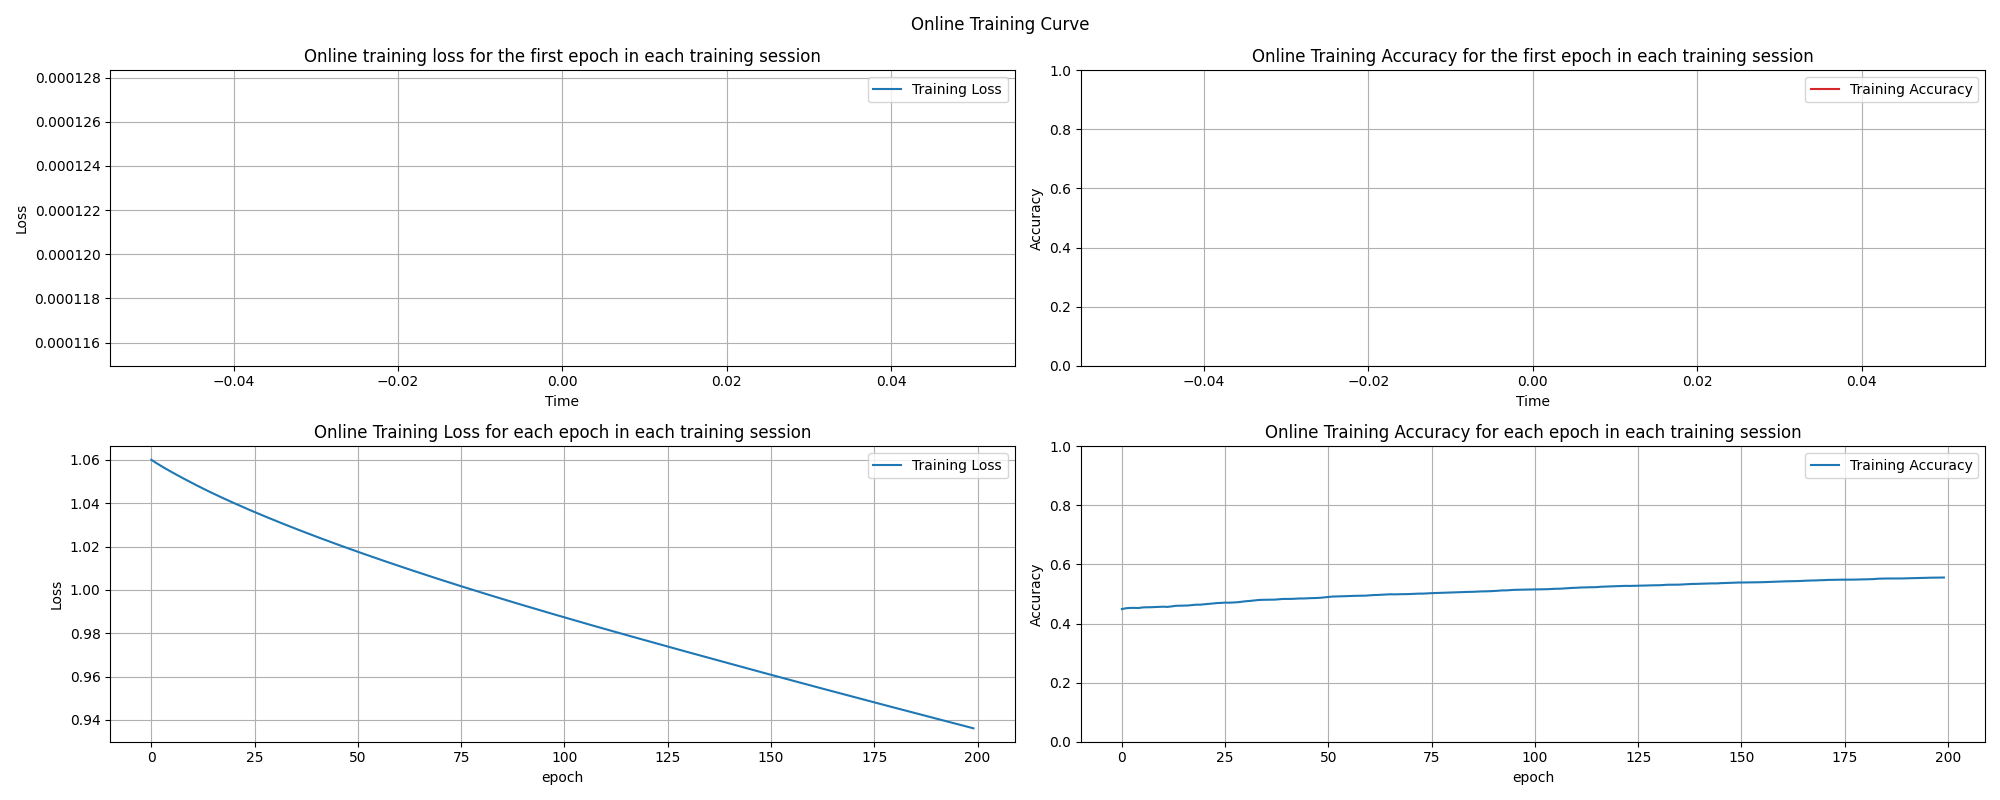 Online Training Curve
Online training loss for the first epoch in each training session
0.000128
0.000126
0.000124
0.000122
0.000120
0.000118
0.000116
Loss
Training Loss
−0.04 −0.02 0.00 0.02 0.04
Time
Online Training Accuracy for the first epoch in each training session
1.0
0.8
0.6
0.4
0.2
0.0
Accuracy
Training Accuracy
−0.04 −0.02 0.00 0.02 0.04
Time
Online Training Loss for each epoch in each training session
1.06
1.04
1.02
1.00
0.98
0.96
0.94
Loss
Training Loss
0 25 50 75 100 125 150 175 200
epoch
Online Training Accuracy for each epoch in each training session
1.0
0.8
0.6
0.4
0.2
0.0
Accuracy
Training Accuracy
0 25 50 75 100 125 150 175 200
epoch